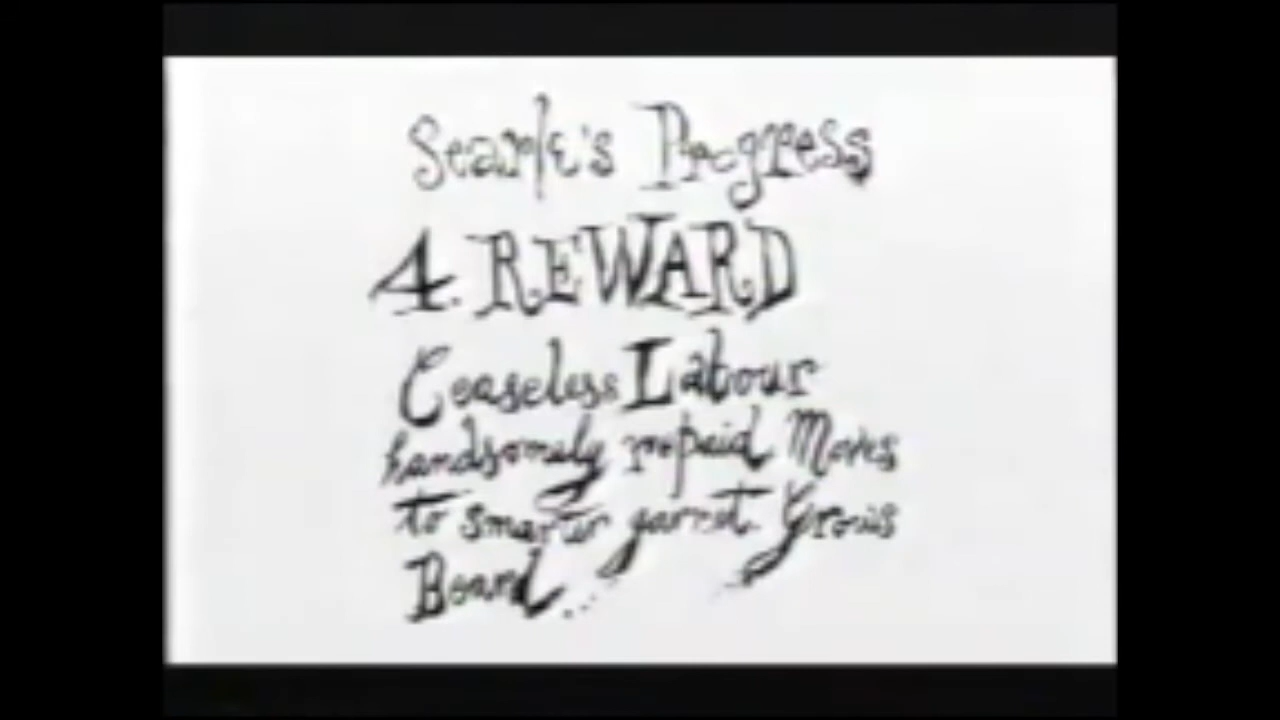 Searle's Progress
4. REWARD
Ceaseless Labour
handsomely repaid Moves
to smarter garret. Grows
Beard...